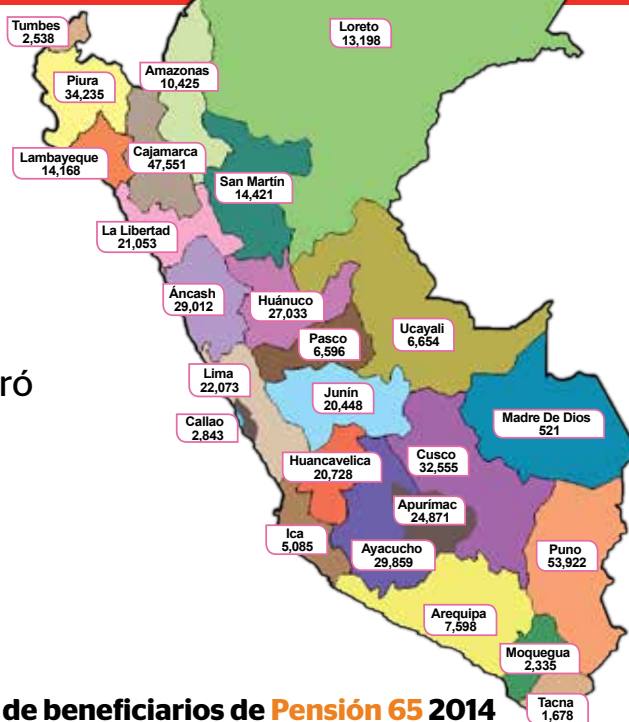 Tumbes
2,538
Loreto
13,198
Piura
34,235
Amazonas
10,425
Lambayeque
14,168
Cajamarca
47,551
San Martín
14,421
La Libertad
21,053
Áncash
29,012
Huánuco
27,033
Pasco
6,596
Ucayali
6,654
Lima
22,073
ró
Junín
20,448
Callao
2,843
Madre De Dios
521
Huancavelica
20,728
Cusco
32,555
Apurímac
24,871
Ica
5,085
Ayacucho
29,859
Puno
53,922
Arequipa
7,598
Moquegua
2,335
Tacna
1,678
de beneficiarios de Pensión 65 2014